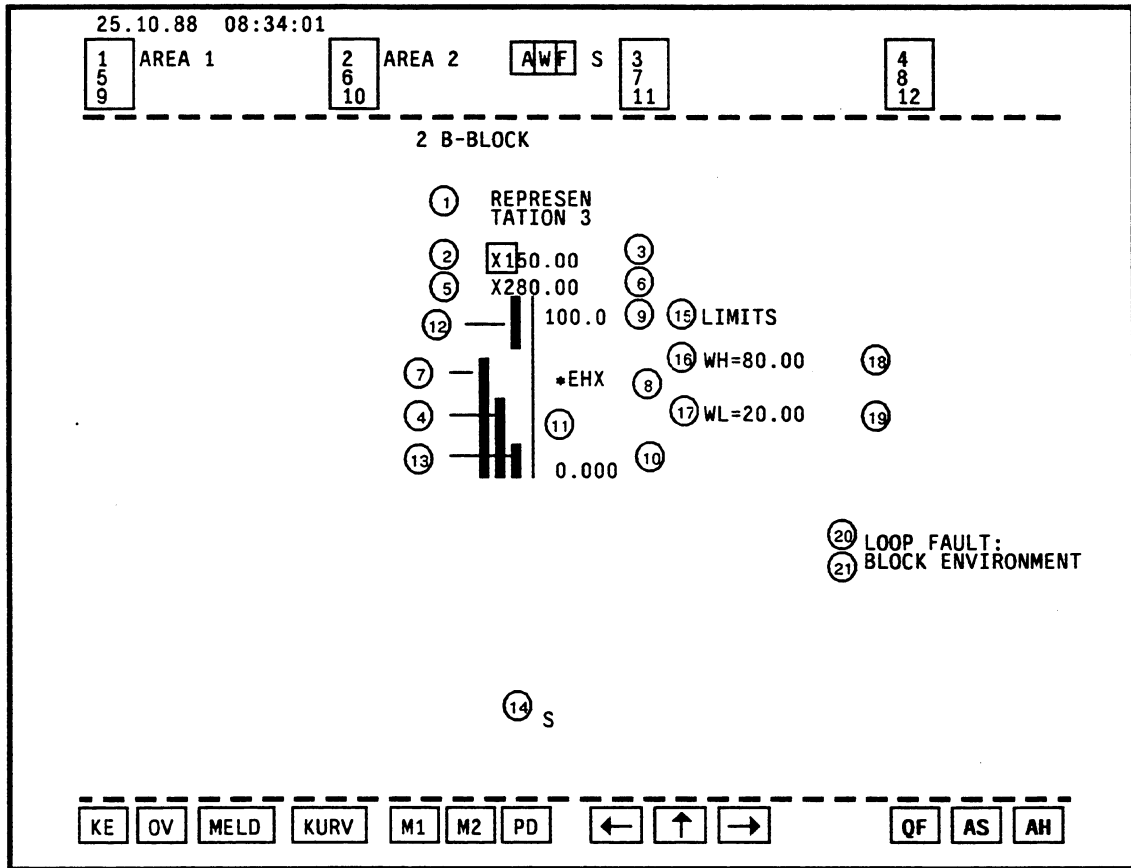 25.10.88 08:34:01
1 AREA 1 2 AREA 2 A W F S 3 4
5 6 7 8
9 10 11 12
2 B-BLOCK
1 REPRESEN
TATION 3
2 X150.00 3
5 X280.00 6
12 100.0 9 15 LIMITS
7 *EHX 8 16 WH=80.00 18
4 11 17 WL=20.00 19
13 0.000 10
20 LOOP FAULT:
21 BLOCK ENVIRONMENT
14 S
KE OV MELD KURV M1 M2 PD ← ↑ → QF AS AH